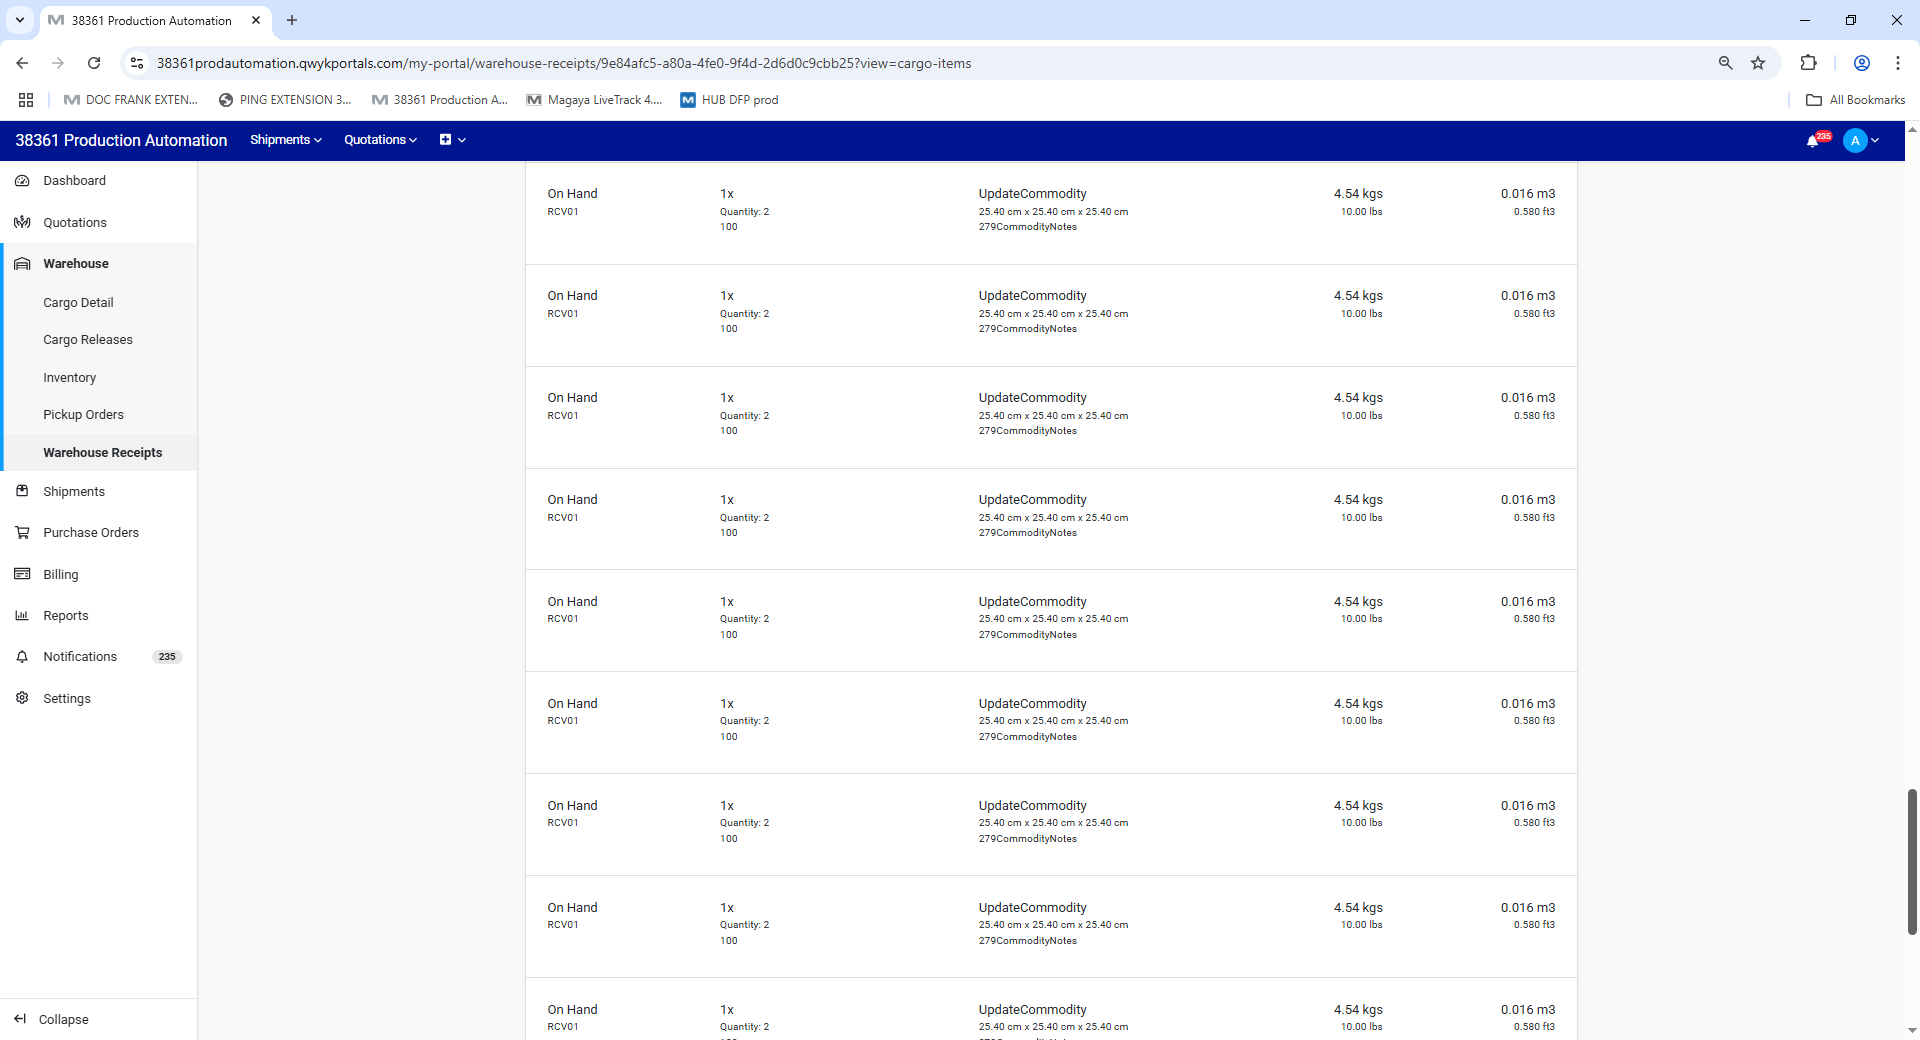 38361 Production Automation
38361prodautomation.qwykportals.com/my-portal/warehouse-receipts/9e84afc5-a80a-4fe0-9f4d-2d6d0c9cbb25?view=cargo-items
DOC FRANK EXTEN... PING EXTENSION 3... 38361 Production A... Magaya LiveTrack 4.... HUB DFP prod All Bookmarks
38361 Production Automation Shipments Quotations 235 A
Dashboard
Quotations
Warehouse
Cargo Detail
Cargo Releases
Inventory
Pickup Orders
Warehouse Receipts
Shipments
Purchase Orders
Billing
Reports
Notifications 235
Settings
Collapse
On Hand 1x UpdateCommodity 4.54 kgs 0.016 m3
RCV01 Quantity: 2 25.40 cm x 25.40 cm x 25.40 cm 10.00 lbs 0.580 ft3
100 279CommodityNotes
On Hand 1x UpdateCommodity 4.54 kgs 0.016 m3
RCV01 Quantity: 2 25.40 cm x 25.40 cm x 25.40 cm 10.00 lbs 0.580 ft3
100 279CommodityNotes
On Hand 1x UpdateCommodity 4.54 kgs 0.016 m3
RCV01 Quantity: 2 25.40 cm x 25.40 cm x 25.40 cm 10.00 lbs 0.580 ft3
100 279CommodityNotes
On Hand 1x UpdateCommodity 4.54 kgs 0.016 m3
RCV01 Quantity: 2 25.40 cm x 25.40 cm x 25.40 cm 10.00 lbs 0.580 ft3
100 279CommodityNotes
On Hand 1x UpdateCommodity 4.54 kgs 0.016 m3
RCV01 Quantity: 2 25.40 cm x 25.40 cm x 25.40 cm 10.00 lbs 0.580 ft3
100 279CommodityNotes
On Hand 1x UpdateCommodity 4.54 kgs 0.016 m3
RCV01 Quantity: 2 25.40 cm x 25.40 cm x 25.40 cm 10.00 lbs 0.580 ft3
100 279CommodityNotes
On Hand 1x UpdateCommodity 4.54 kgs 0.016 m3
RCV01 Quantity: 2 25.40 cm x 25.40 cm x 25.40 cm 10.00 lbs 0.580 ft3
100 279CommodityNotes
On Hand 1x UpdateCommodity 4.54 kgs 0.016 m3
RCV01 Quantity: 2 25.40 cm x 25.40 cm x 25.40 cm 10.00 lbs 0.580 ft3
100 279CommodityNotes
On Hand 1x UpdateCommodity 4.54 kgs 0.016 m3
RCV01 Quantity: 2 25.40 cm x 25.40 cm x 25.40 cm 10.00 lbs 0.580 ft3